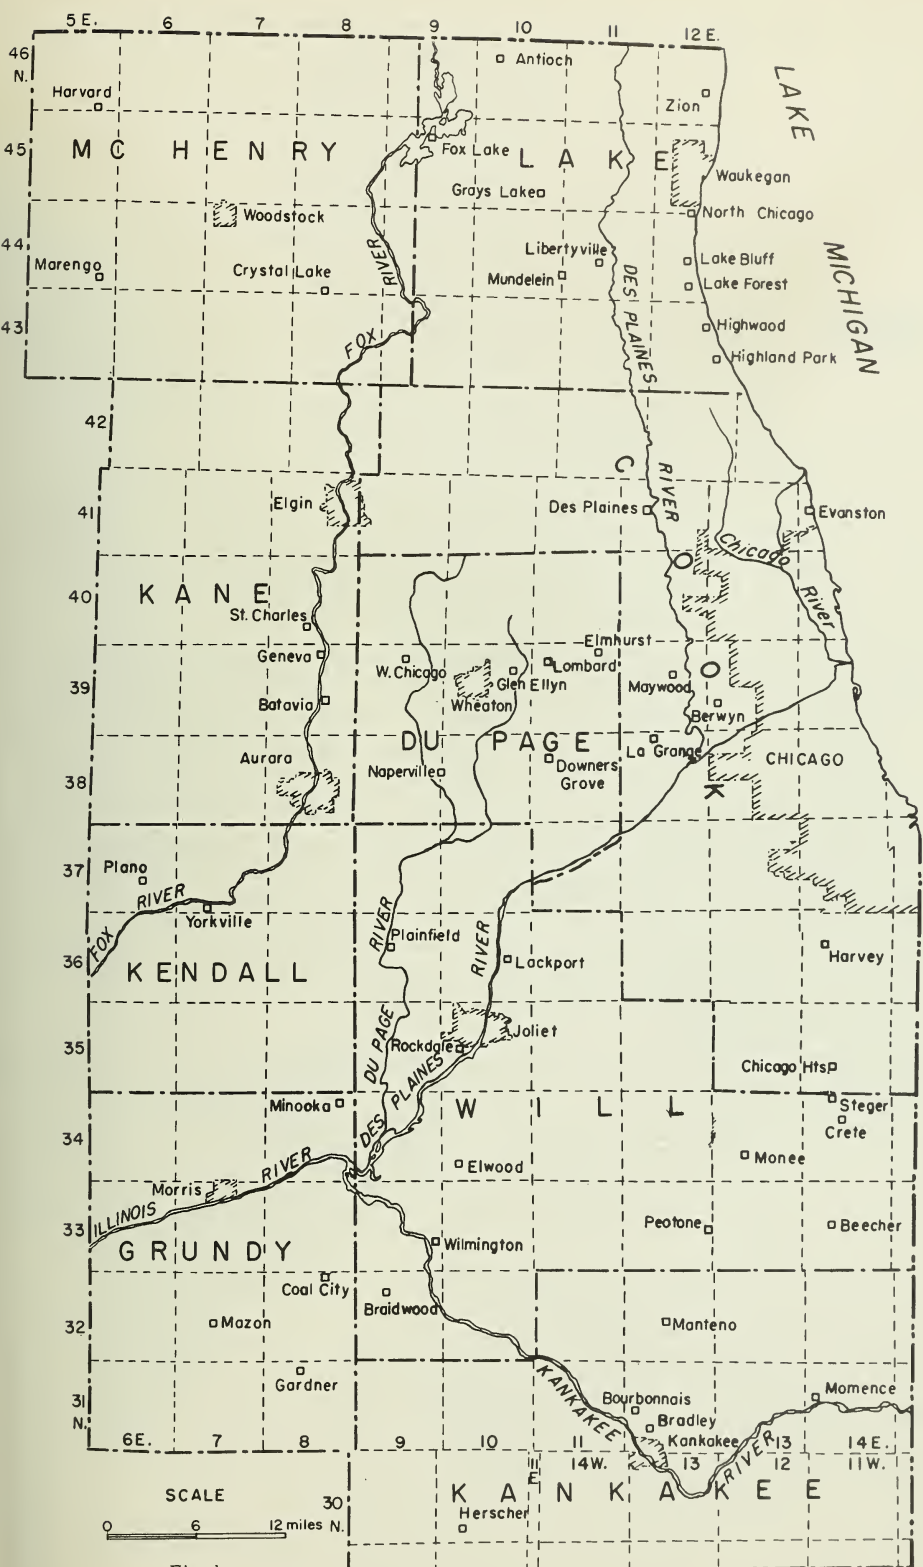 5 E. 6 7 8 9 10 11 12 E.
46 N.
Antioch
Harvard
Zion
LAKE MICHIGAN
45
MC HENRY
Fox Lake
LAKE
Waukegan
Grays Lake
Woodstock
North Chicago
44
Libertyville
Lake Bluff
Marengo
Crystal Lake
Mundelein
Lake Forest
FOX RIVER
DES PLAINES RIVER
43
Highwood
Highland Park
42
COOK
41
Elgin
Des Plaines
Evanston
Chicago River
40
KANE
St. Charles
Elmhurst
Geneva
W. Chicago
Lombard
39
Glen Ellyn
Maywood
Batavia
Wheaton
Berwyn
DU PAGE
La Grange
Aurara
CHICAGO
Naperville
Downers
Grove
38
37
Plano
FOX RIVER
Yorkville
DU PAGE RIVER
Plainfield
DES PLAINES RIVER
36
KENDALL
Lackport
Harvey
Joliet
35
Rockdale
Chicago Hts.
Minooka
WILL
Steger
Crete
34
Elwood
Monee
Morris
ILLINOIS RIVER
33
Peotone
Beecher
GRUNDY
Wilmington
Coal City
Braidwood
32
Mazon
Manteno
Gardner
KANKAKEE RIVER
Momence
31 N.
Bourbonnais
Bradley
Kankakee
6 E. 7 8 9 10 11 E 11 13 14 E.
14 W. 13 12 11 W.
SCALE
30 N.
KANKAKEE
Herscher
0 6 12 miles